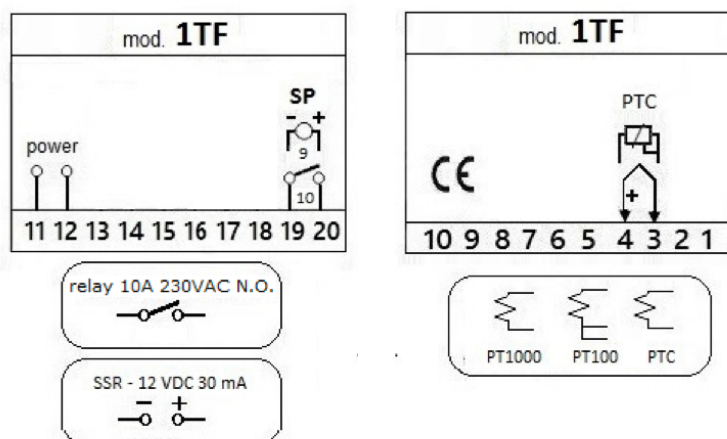 mod. 1TF
SP
- +
9
power
10
11 12 13 14 15 16 17 18 19 20
relay 10A 230VAC N.O.
SSR - 12 VDC 30 mA
- +
mod. 1TF
PTC
CE
+
10 9 8 7 6 5 4 3 2 1
PT1000 PT100 PTC